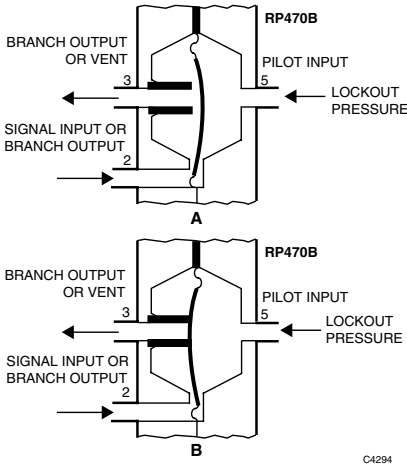 RP470B
BRANCH OUTPUT
OR VENT
PILOT INPUT
3
5
LOCKOUT
PRESSURE
SIGNAL INPUT OR
BRANCH OUTPUT
2
A
RP470B
BRANCH OUTPUT
OR VENT
PILOT INPUT
3
5
LOCKOUT
PRESSURE
SIGNAL INPUT OR
BRANCH OUTPUT
2
B
C4294